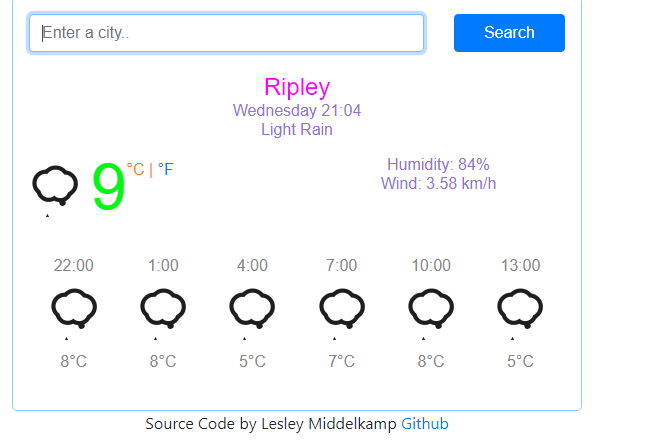 Enter a city..
Search
Ripley
Wednesday 21:04
Light Rain
9 °C | °F
Humidity: 84%
Wind: 3.58 km/h
22:00 1:00 4:00 7:00 10:00 13:00
8°C 8°C 5°C 7°C 8°C 5°C
Source Code by Lesley Middelkamp Github